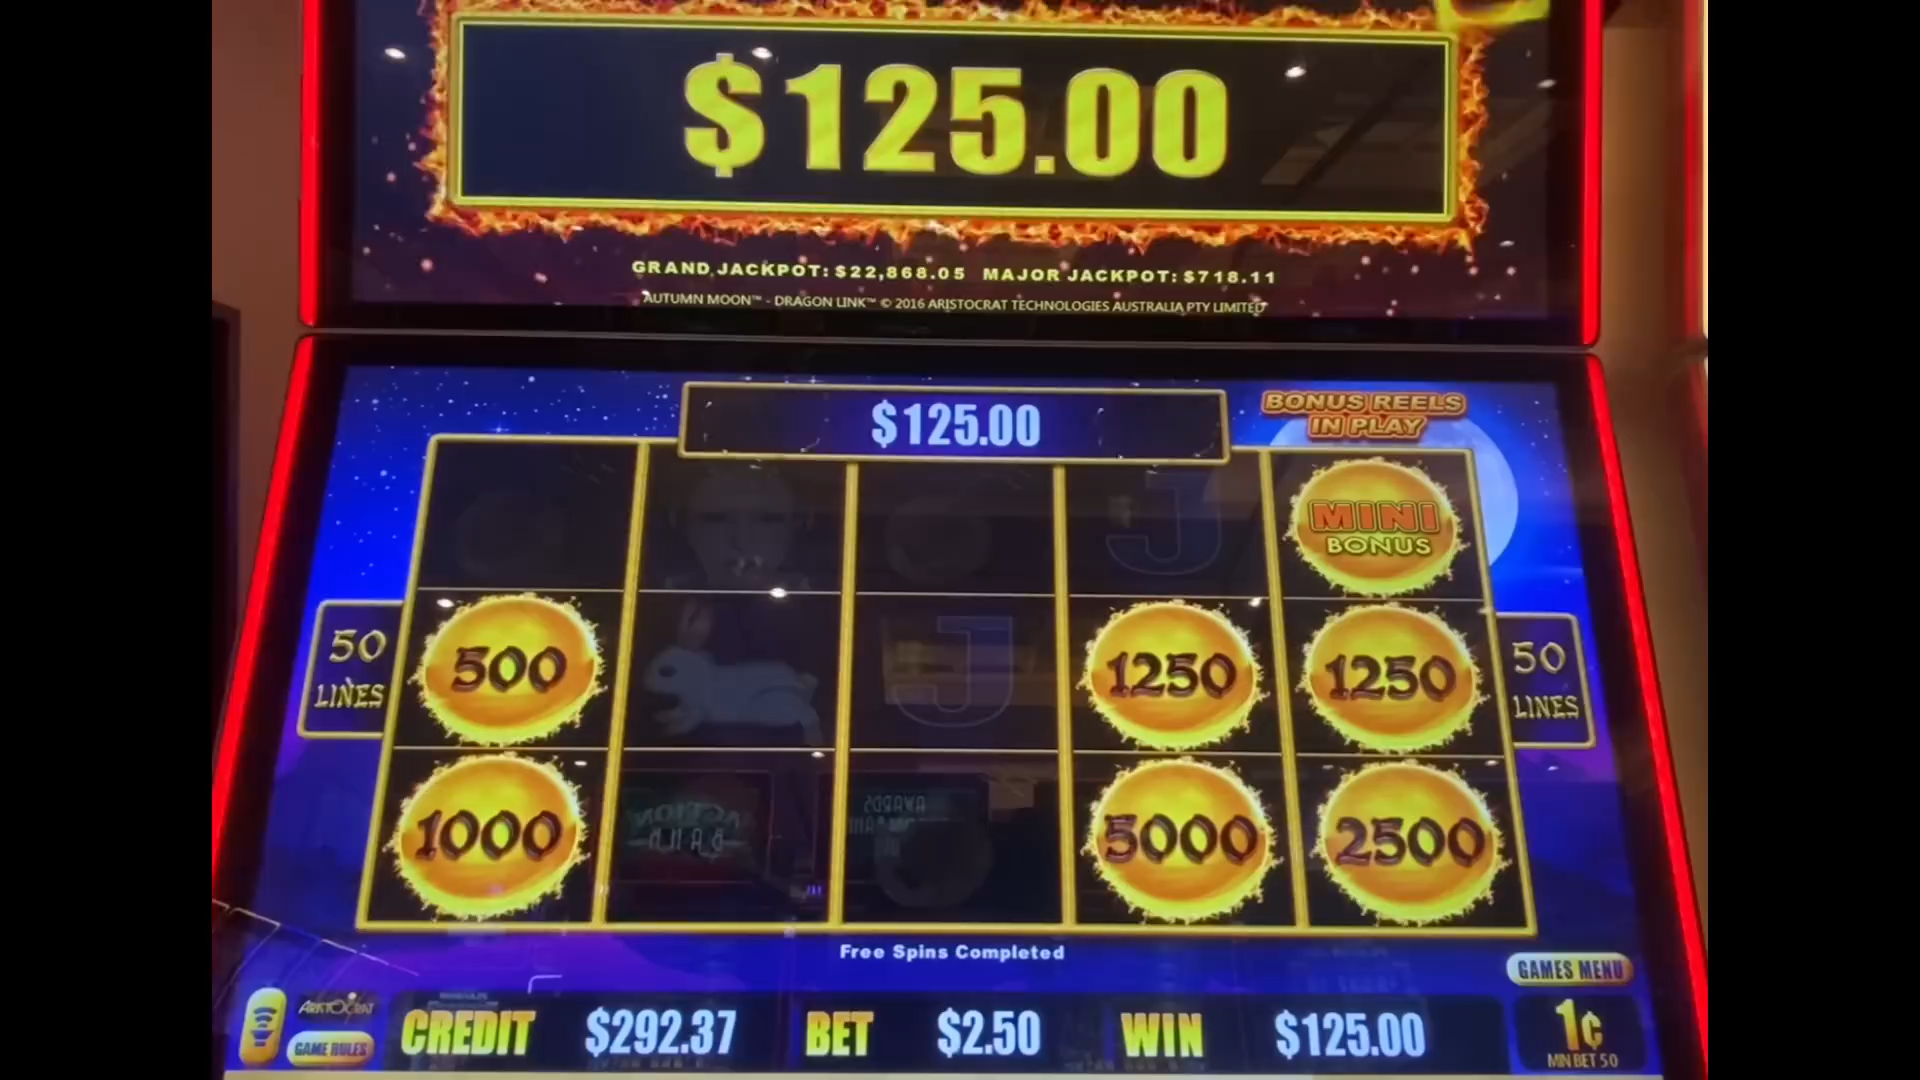 $125.00
GRAND JACKPOT: $22,868.05 MAJOR JACKPOT: $718.11
AUTUMN MOON™ - DRAGON LINK™ © 2016 ARISTOCRAT TECHNOLOGIES AUSTRALIA PTY LIMITED
$125.00
BONUS REELS
IN PLAY
J
MINI
BONUS
50
LINES
500
J
1250
1250
50
LINES
1000
5000
2500
Free Spins Completed
GAMES MENU
ARISTOCRAT
GAME RULES
CREDIT $292.37 BET $2.50 WIN $125.00
1¢
MIN BET 50